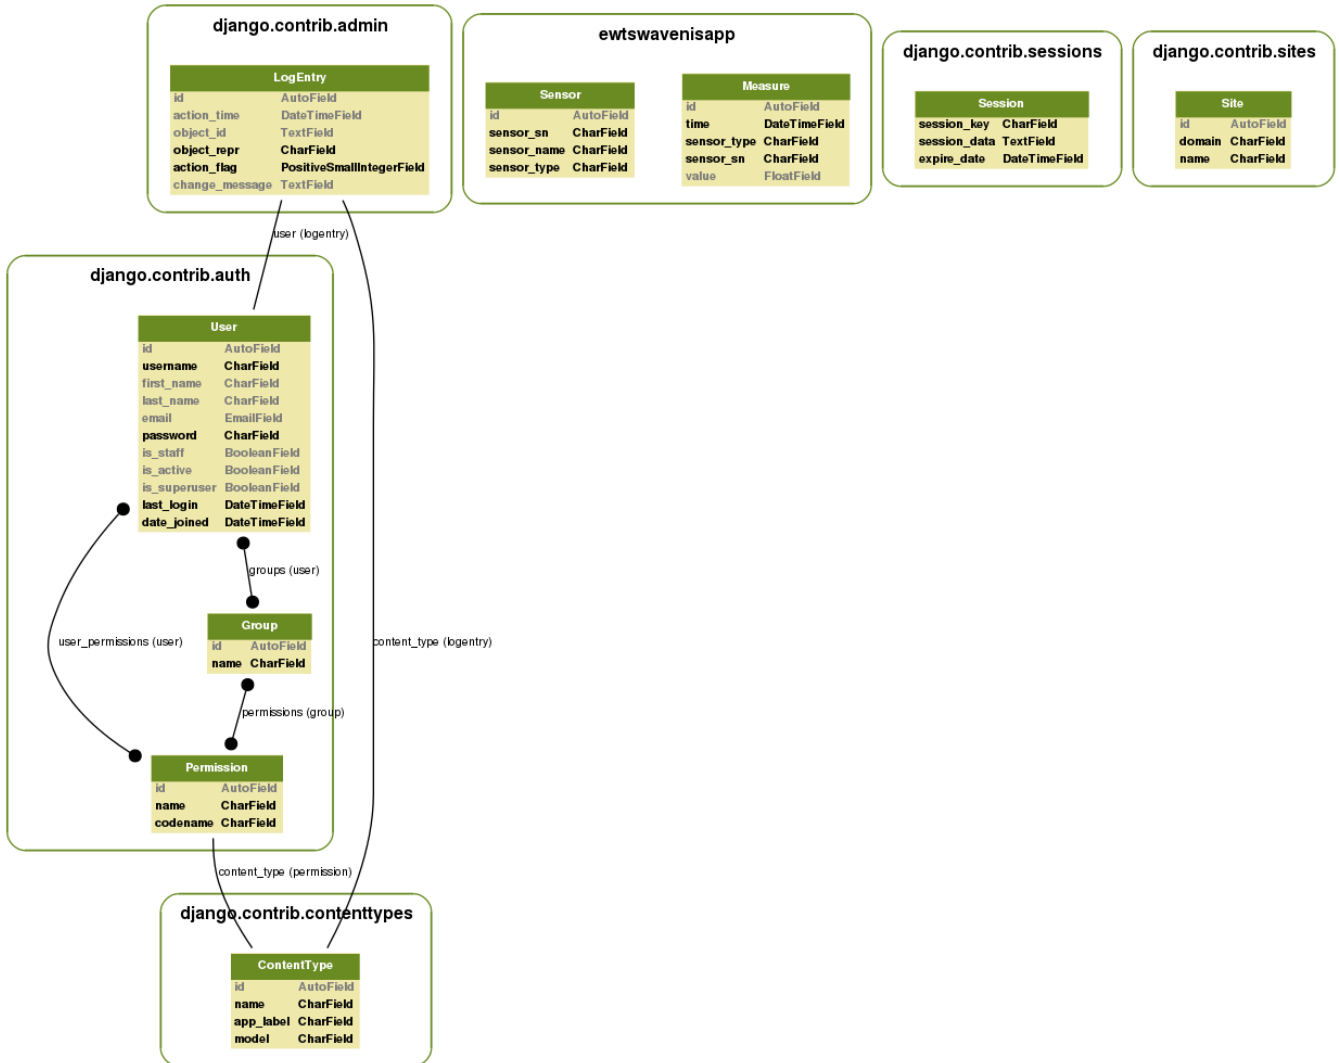 django.contrib.admin
LogEntry
id AutoField
action_time DateTimeField
object_id TextField
object_repr CharField
action_flag PositiveSmallIntegerField
change_message TextField
ewtswavenisapp
Sensor
id AutoField
sensor_sn CharField
sensor_name CharField
sensor_type CharField
Measure
id AutoField
time DateTimeField
sensor_type CharField
sensor_sn CharField
value FloatField
django.contrib.sessions
Session
session_key CharField
session_data TextField
expire_date DateTimeField
django.contrib.sites
Site
id AutoField
domain CharField
name CharField
user (logentry)
django.contrib.auth
User
id AutoField
username CharField
first_name CharField
last_name CharField
email EmailField
password CharField
is_staff BooleanField
is_active BooleanField
is_superuser BooleanField
last_login DateTimeField
date_joined DateTimeField
groups (user)
Group
id AutoField
name CharField
user_permissions (user)
content_type (logentry)
permissions (group)
Permission
id AutoField
name CharField
codename CharField
content_type (permission)
django.contrib.contenttypes
ContentType
id AutoField
name CharField
app_label CharField
model CharField